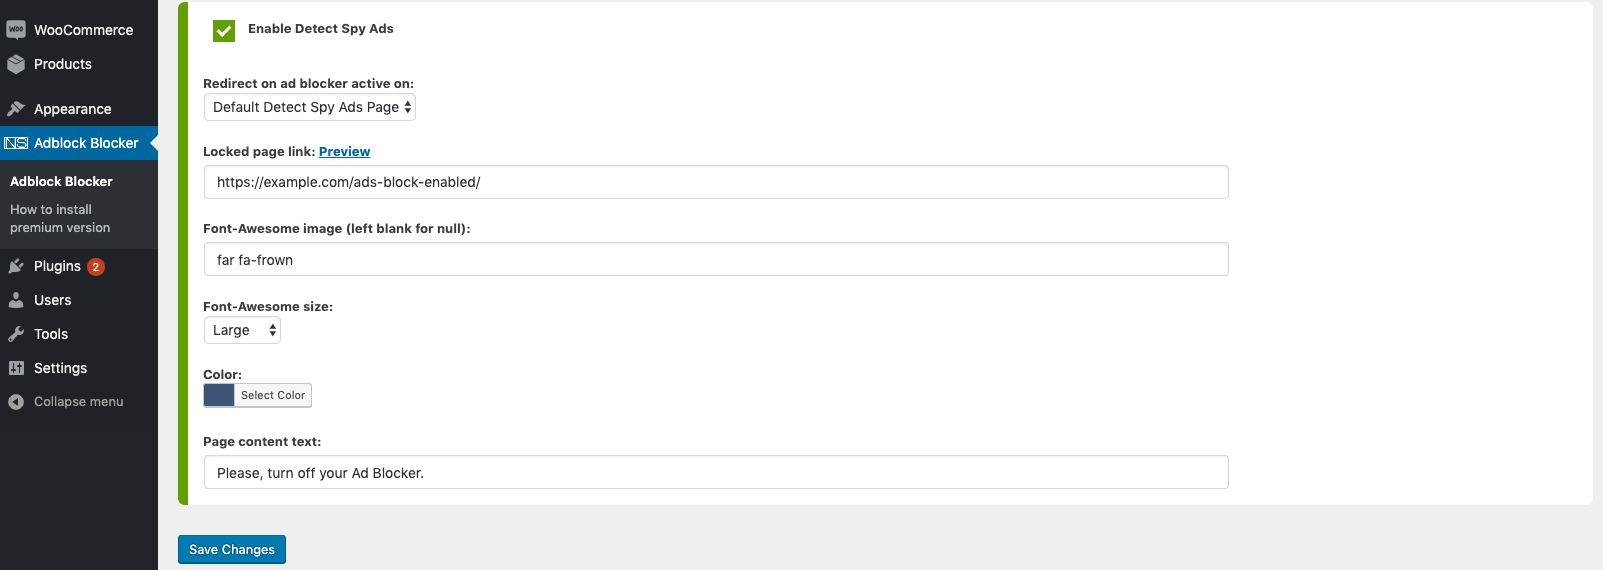 WooCommerce
Products
Appearance
NS Adblock Blocker
Adblock Blocker
How to install
premium version
Plugins 2
Users
Tools
Settings
Collapse menu
Enable Detect Spy Ads
Redirect on ad blocker active on:
Default Detect Spy Ads Page
Locked page link: Preview
https://example.com/ads-block-enabled/
Font-Awesome image (left blank for null):
far fa-frown
Font-Awesome size:
Large
Color:
Select Color
Page content text:
Please, turn off your Ad Blocker.
Save Changes